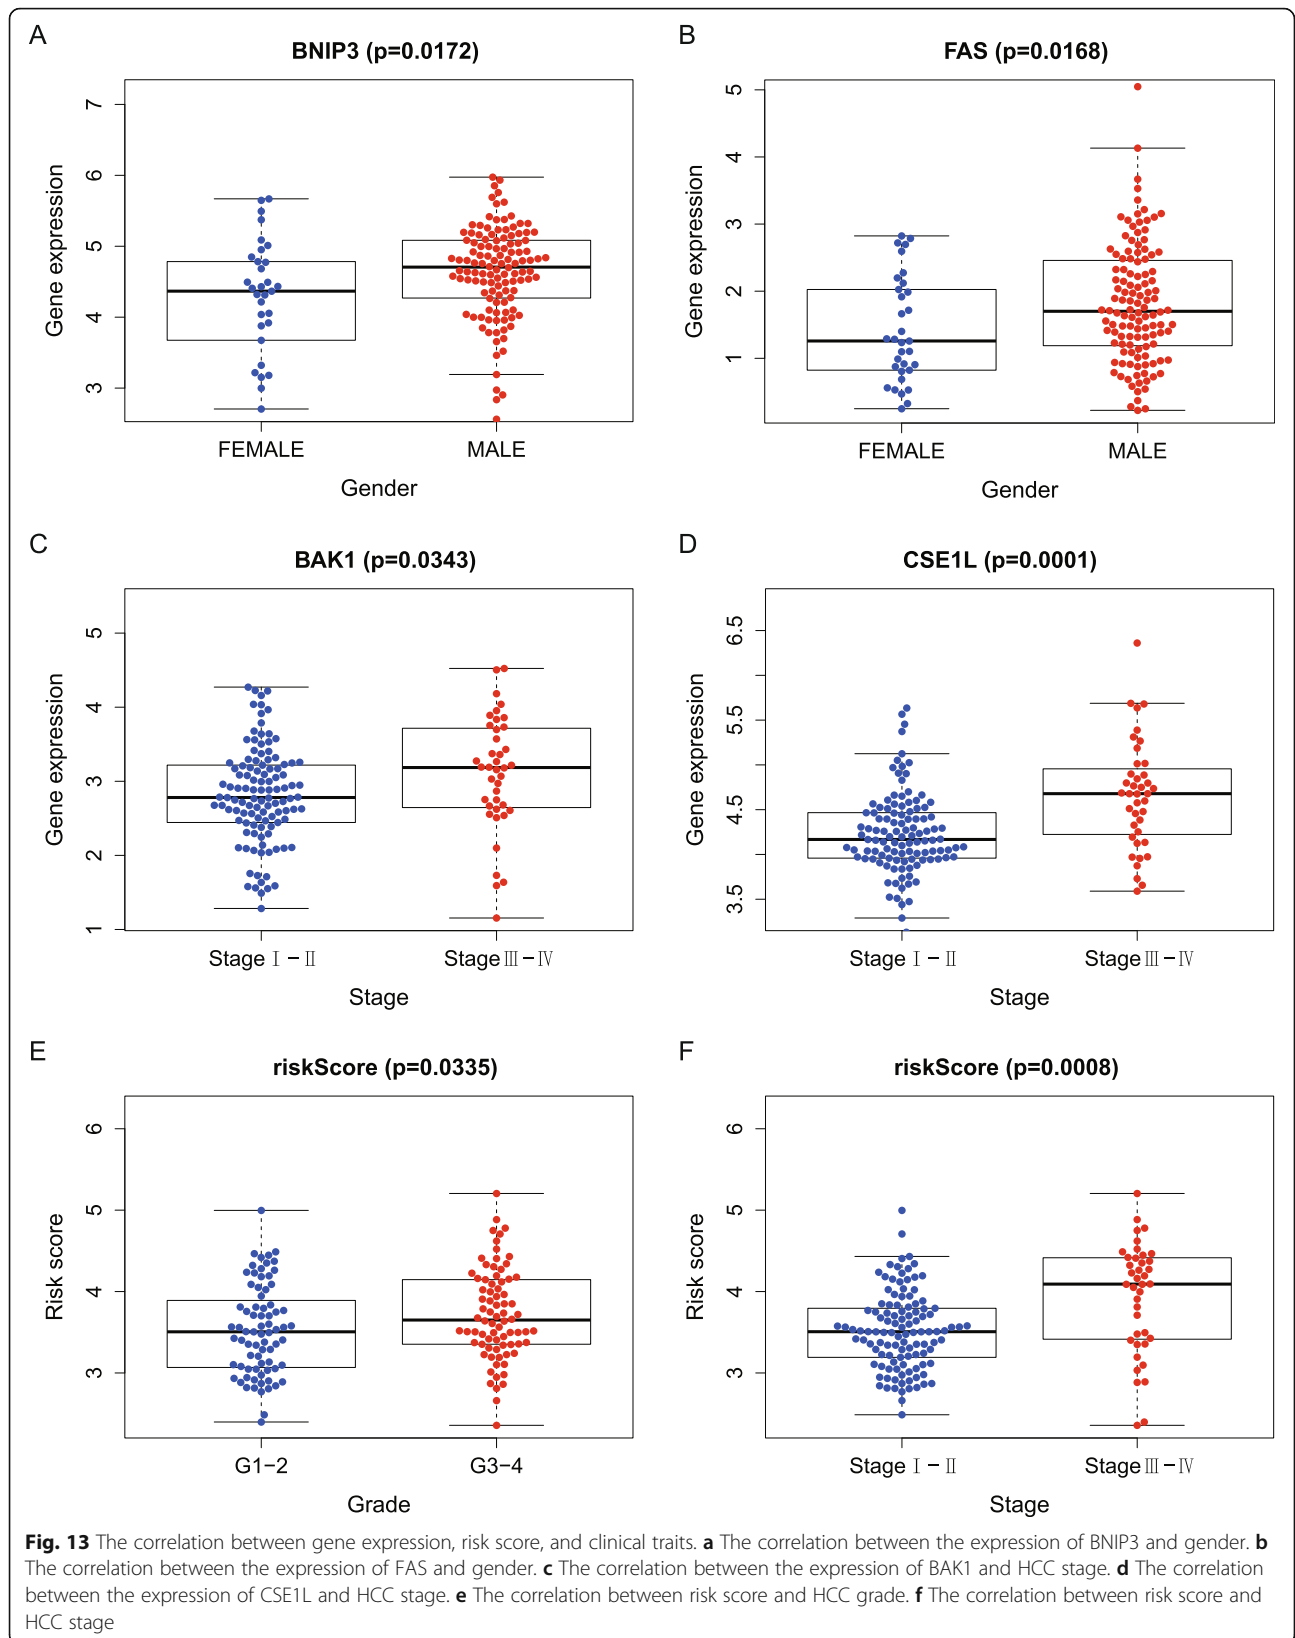 A
BNIP3 (p=0.0172)
Gene expression
7
6
5
4
3
FEMALE
MALE
Gender
B
FAS (p=0.0168)
Gene expression
5
4
3
2
1
FEMALE
MALE
Gender
C
BAK1 (p=0.0343)
Gene expression
5
4
3
2
1
Stage Ⅰ−Ⅱ
Stage Ⅲ−Ⅳ
Stage
D
CSE1L (p=0.0001)
Gene expression
6.5
5.5
4.5
3.5
Stage Ⅰ−Ⅱ
Stage Ⅲ−Ⅳ
Stage
E
riskScore (p=0.0335)
Risk score
6
5
4
3
G1−2
G3−4
Grade
F
riskScore (p=0.0008)
Risk score
6
5
4
3
Stage Ⅰ−Ⅱ
Stage Ⅲ−Ⅳ
Stage
Fig. 13 The correlation between gene expression, risk score, and clinical traits. a The correlation between the expression of BNIP3 and gender. b
The correlation between the expression of FAS and gender. c The correlation between the expression of BAK1 and HCC stage. d The correlation
between the expression of CSE1L and HCC stage. e The correlation between risk score and HCC grade. f The correlation between risk score and
HCC stage